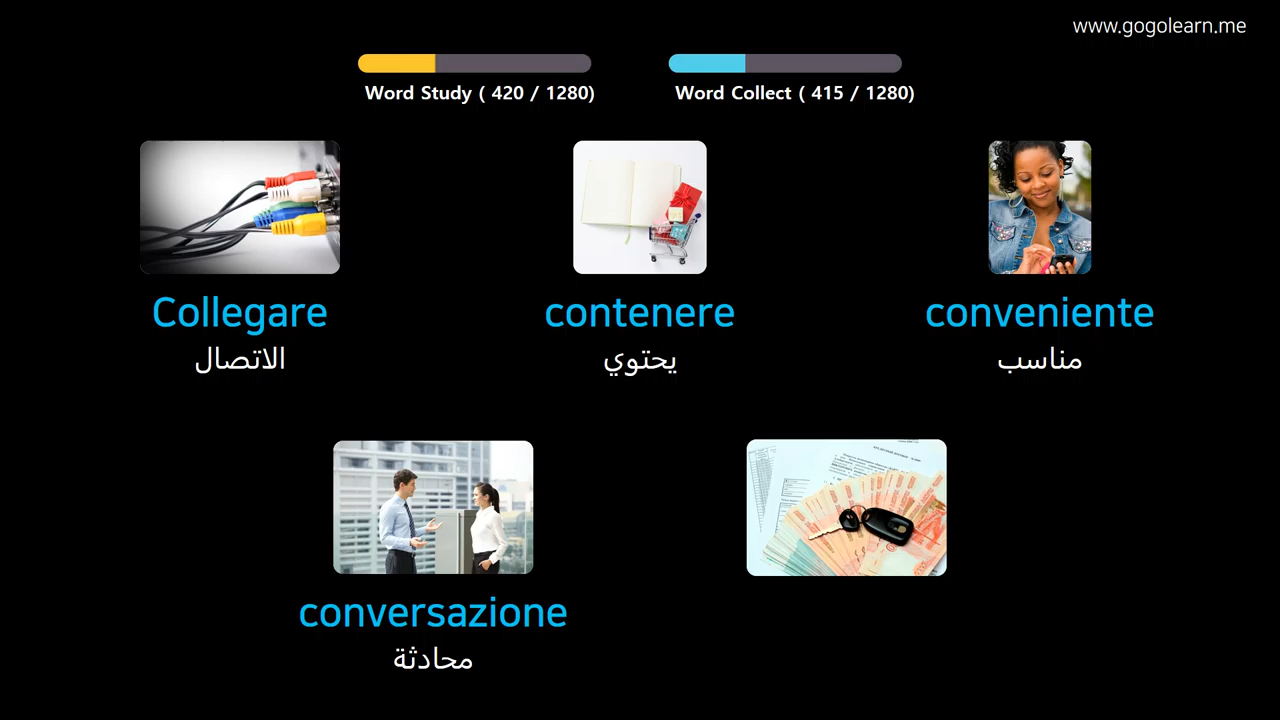 www.gogolearn.me
Word Study ( 420 / 1280)
Word Collect ( 415 / 1280)
Collegare
الاتصال
contenere
يحتوي
conveniente
مناسب
conversazione
محادثة